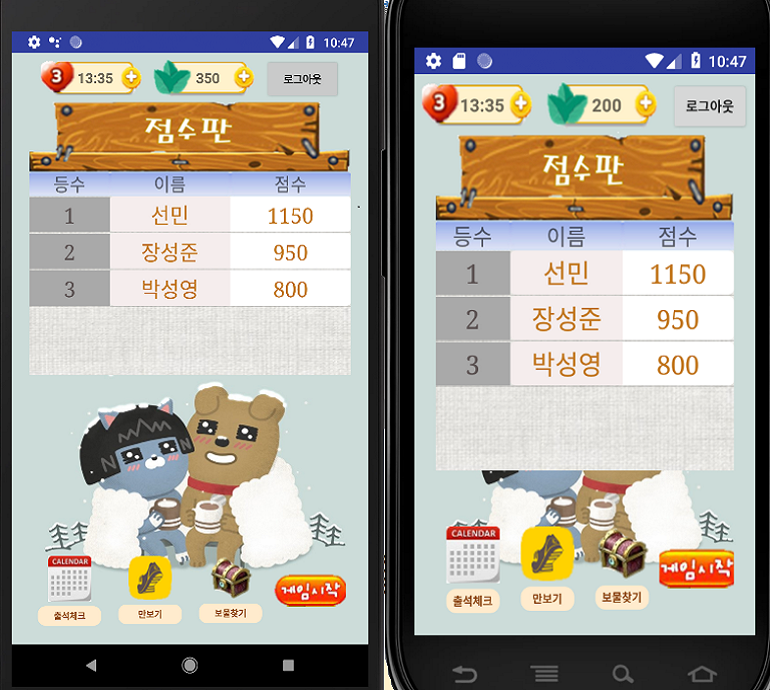 10:47
3 13:35 350 로그아웃
점수판
등수 이름 점수
1 선민 1150
2 장성준 950
3 박성영 800
CALENDAR
출석체크 만보기 보물찾기 게임시작
10:47
3 13:35 200 로그아웃
점수판
등수 이름 점수
1 선민 1150
2 장성준 950
3 박성영 800
CALENDAR
출석체크 만보기 보물찾기 게임시작